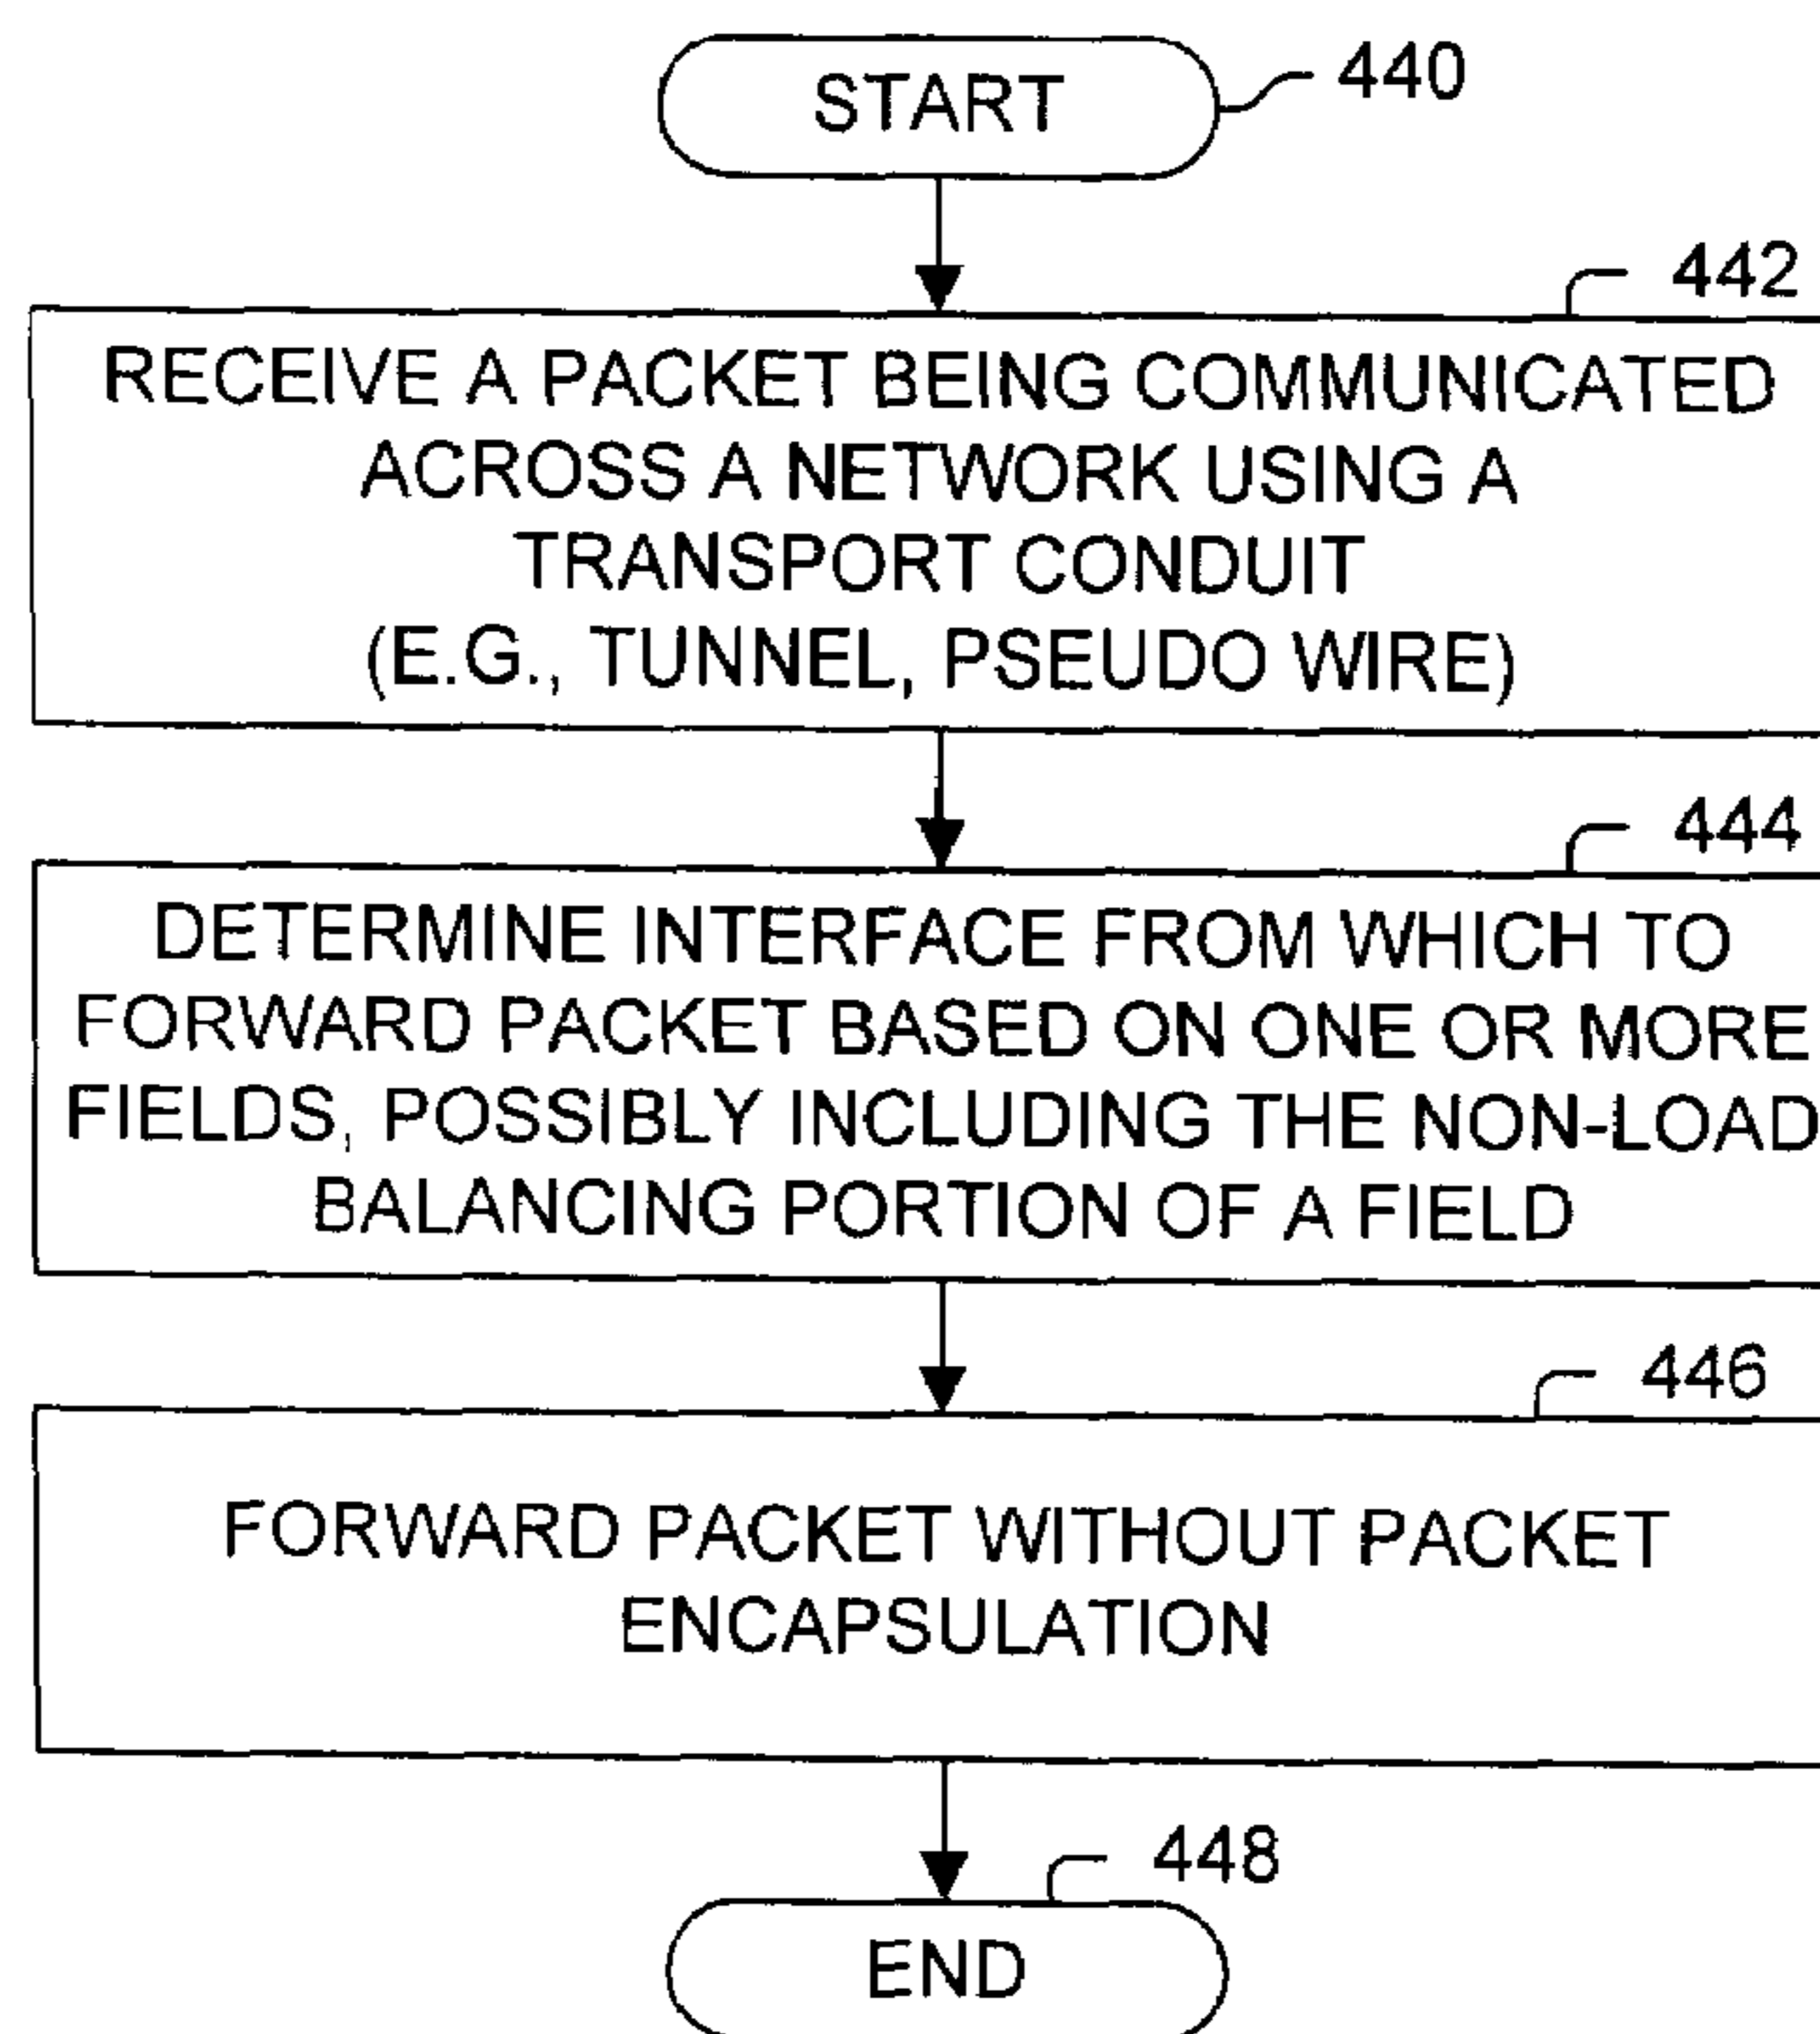 START
440
442
RECEIVE A PACKET BEING COMMUNICATED
ACROSS A NETWORK USING A
TRANSPORT CONDUIT
(E.G., TUNNEL, PSEUDO WIRE)
444
DETERMINE INTERFACE FROM WHICH TO
FORWARD PACKET BASED ON ONE OR MORE
FIELDS, POSSIBLY INCLUDING THE NON-LOAD
BALANCING PORTION OF A FIELD
446
FORWARD PACKET WITHOUT PACKET
ENCAPSULATION
448
END